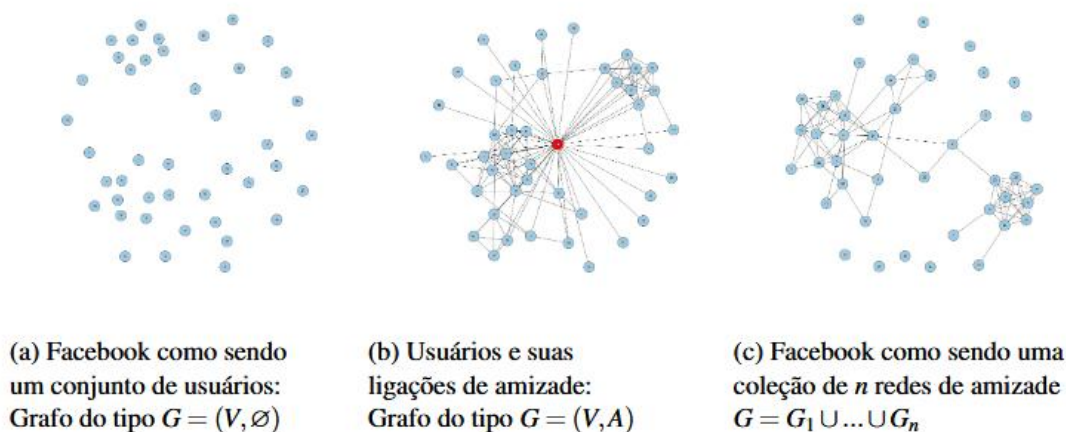 (a) Facebook como sendo
um conjunto de usuários:
Grafo do tipo G = (V,∅)
(b) Usuários e suas
ligações de amizade:
Grafo do tipo G = (V,A)
(c) Facebook como sendo uma
coleção de n redes de amizade
G = G₁ ∪ ... ∪ Gₙ